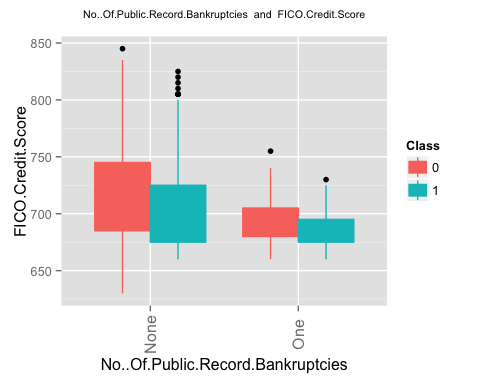 No..Of.Public.Record.Bankruptcies and FICO.Credit.Score
850
800
750
700
650
FICO.Credit.Score
None
One
No..Of.Public.Record.Bankruptcies
Class
0
1